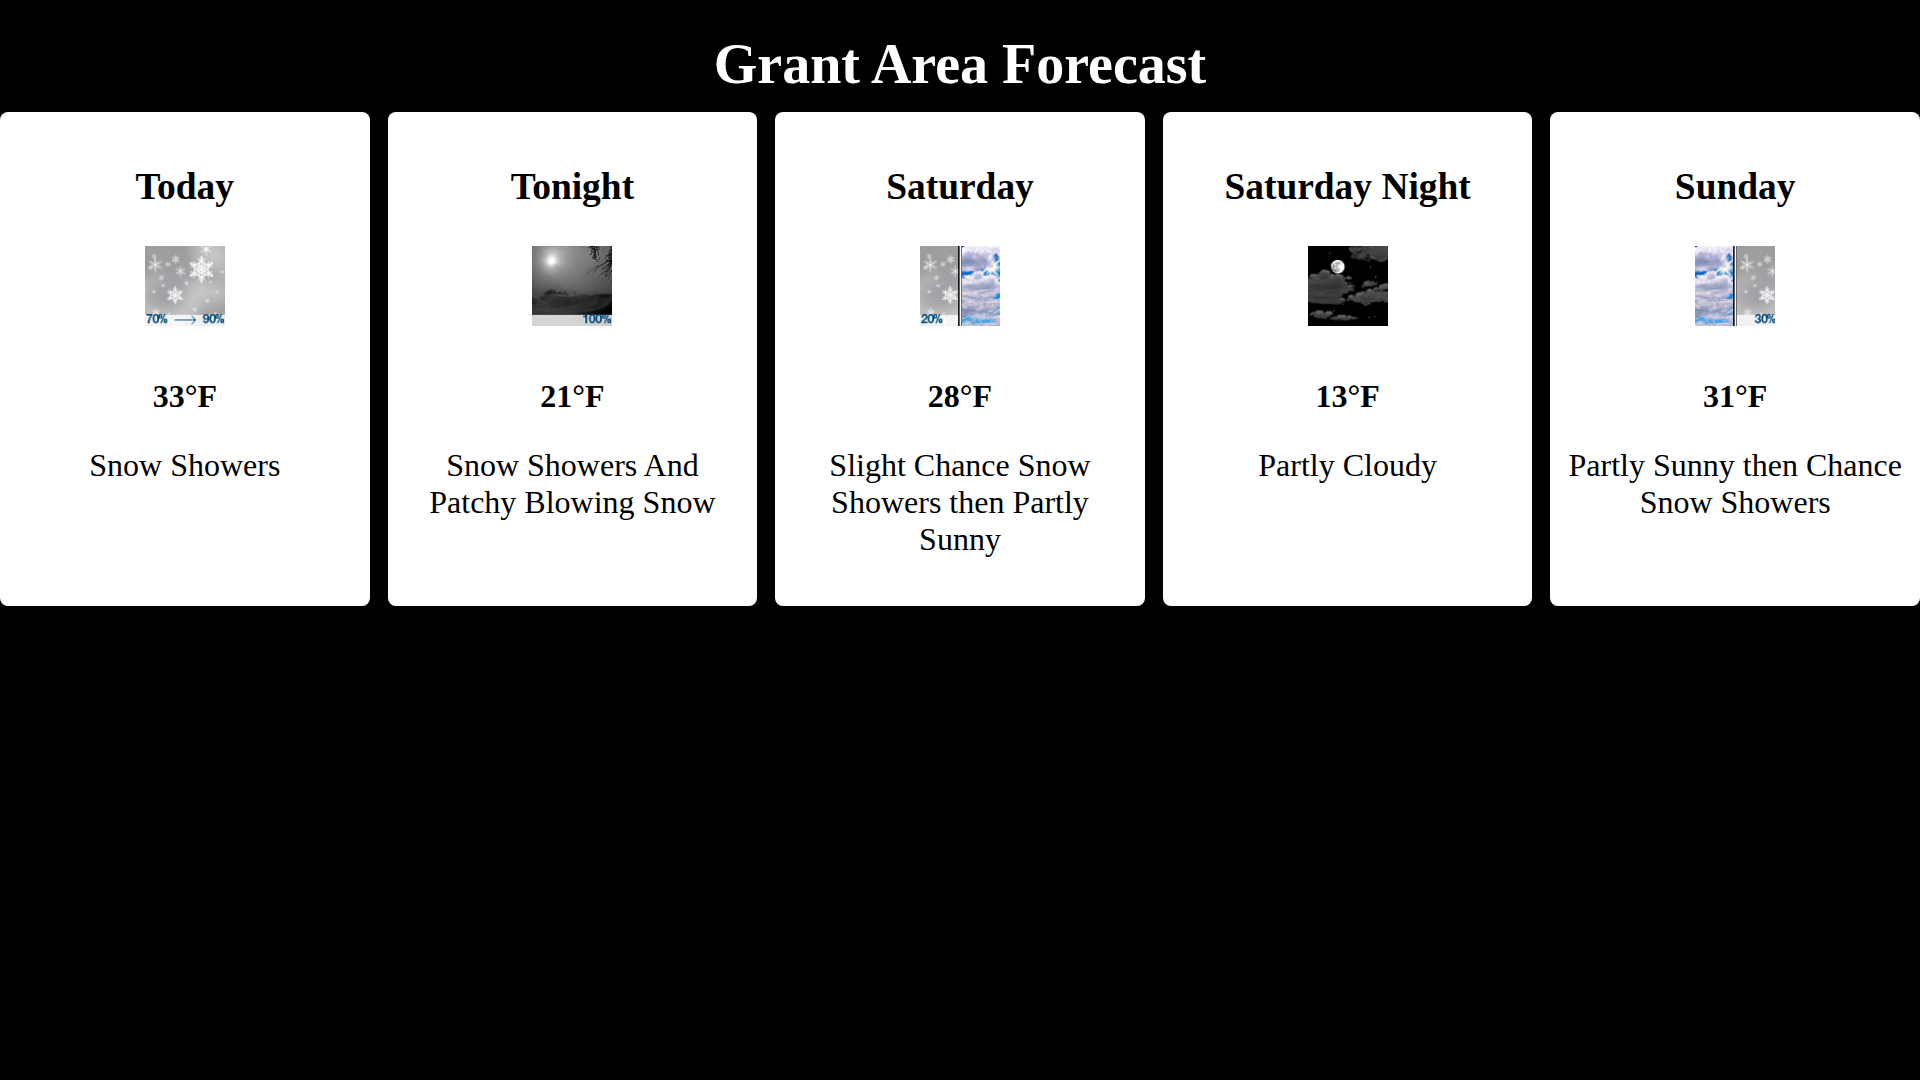 Grant Area Forecast
Today
70% → 90%
33°F
Snow Showers
Tonight
100%
21°F
Snow Showers And
Patchy Blowing Snow
Saturday
20%
28°F
Slight Chance Snow
Showers then Partly
Sunny
Saturday Night
13°F
Partly Cloudy
Sunday
30%
31°F
Partly Sunny then Chance
Snow Showers